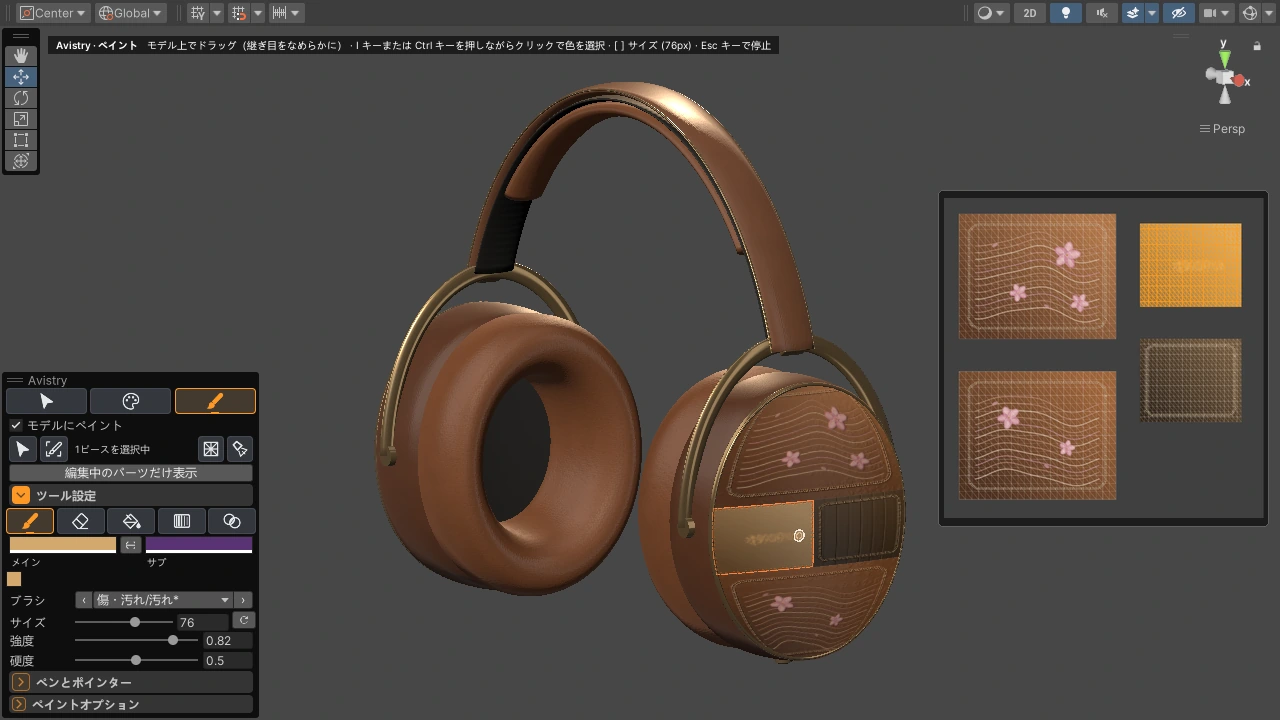 Center
Global
2D
Avistry · ペイント モデル上でドラッグ（継ぎ目をなめらかに）· I キーまたは Ctrl キーを押しながらクリックで色を選択 · [ ] サイズ (76px) · Esc キーで停止
y
x
Persp
Avistry
モデルにペイント
1ピースを選択中
編集中のパーツだけ表示
ツール設定
メイン サブ
ブラシ 傷・汚れ/汚れ*
サイズ 76
強度 0.82
硬度 0.5
ペンとポインター
ペイントオプション